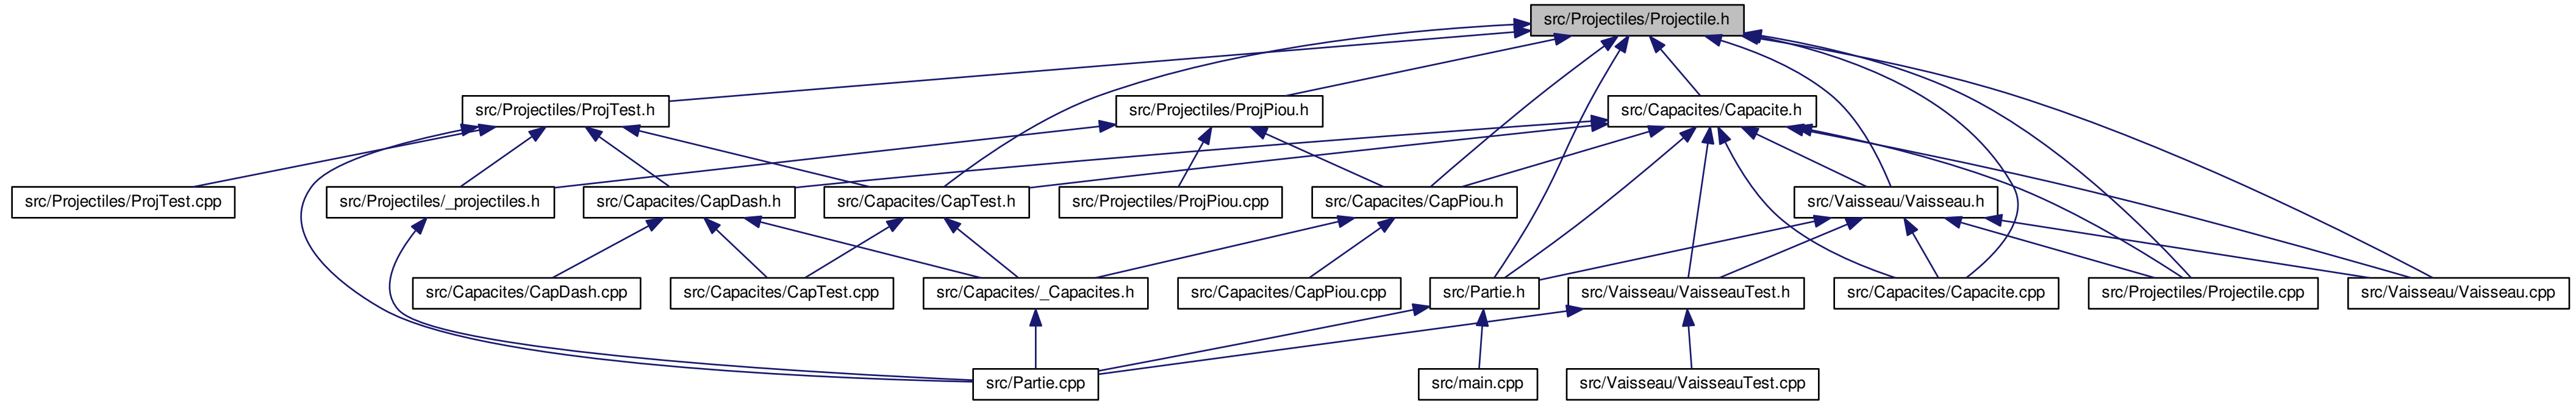 src/Projectiles/Projectile.h
src/Projectiles/ProjTest.h
src/Projectiles/ProjPiou.h
src/Capacites/Capacite.h
src/Projectiles/ProjTest.cpp
src/Projectiles/_projectiles.h
src/Capacites/CapDash.h
src/Capacites/CapTest.h
src/Projectiles/ProjPiou.cpp
src/Capacites/CapPiou.h
src/Vaisseau/Vaisseau.h
src/Capacites/CapDash.cpp
src/Capacites/CapTest.cpp
src/Capacites/_Capacites.h
src/Capacites/CapPiou.cpp
src/Partie.h
src/Vaisseau/VaisseauTest.h
src/Capacites/Capacite.cpp
src/Projectiles/Projectile.cpp
src/Vaisseau/Vaisseau.cpp
src/Partie.cpp
src/main.cpp
src/Vaisseau/VaisseauTest.cpp